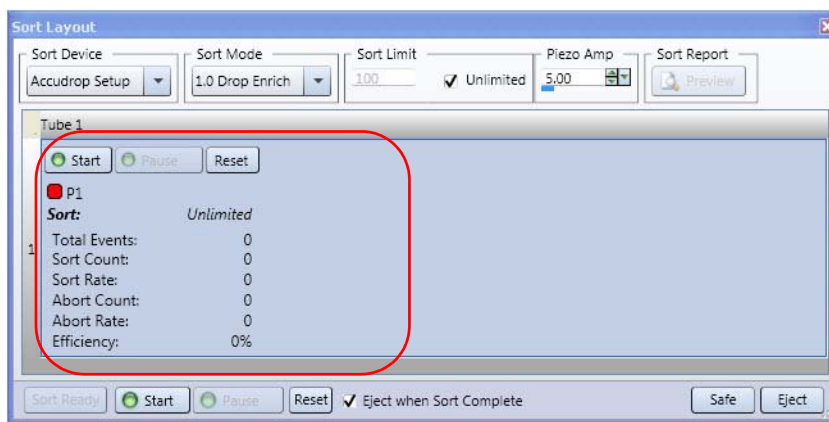 Sort Layout
Sort Device Sort Mode Sort Limit Piezo Amp Sort Report
Accudrop Setup 1.0 Drop Enrich 100 Unlimited 5.00 Preview
Tube 1
Start Pause Reset
P1
Sort: Unlimited
Total Events: 0
1
Sort Count: 0
Sort Rate: 0
Abort Count: 0
Abort Rate: 0
Efficiency: 0%
Sort Ready Start Pause Reset Eject when Sort Complete Safe Eject